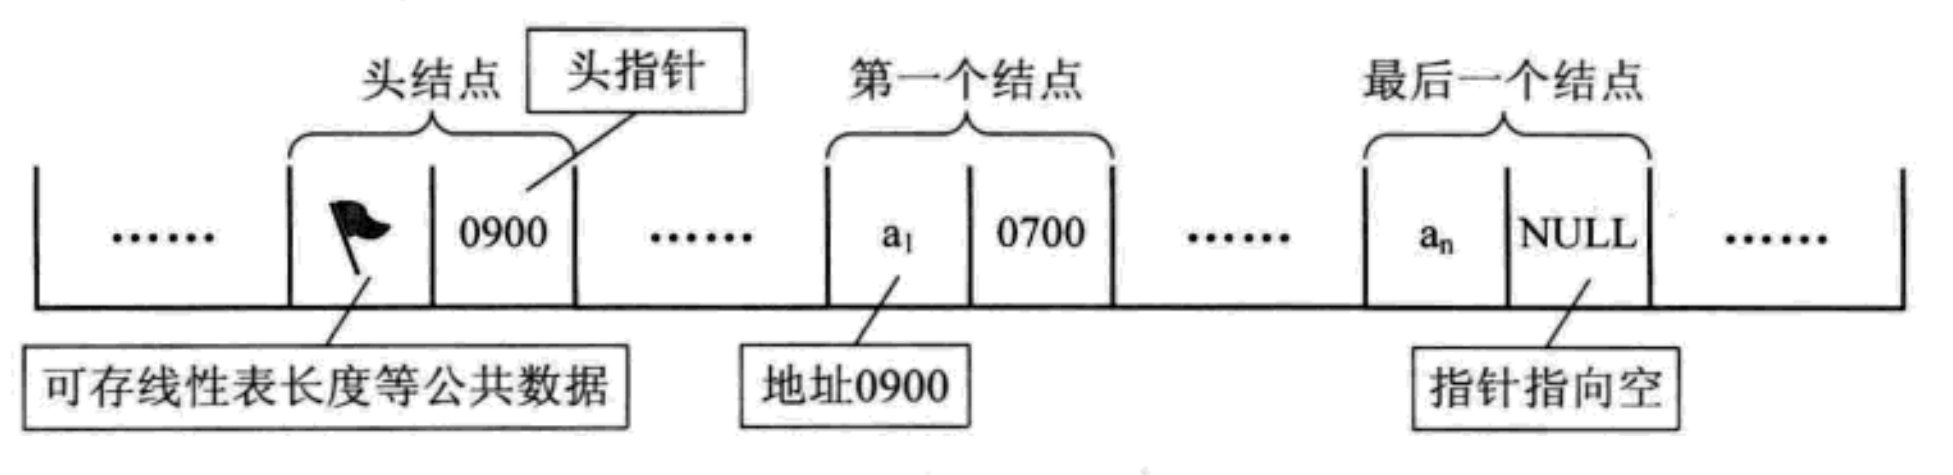 头结点 头指针 第一个结点 最后一个结点
…… 0900 …… a₁ 0700 …… aₙ NULL ……
可存线性表长度等公共数据 地址0900 指针指向空